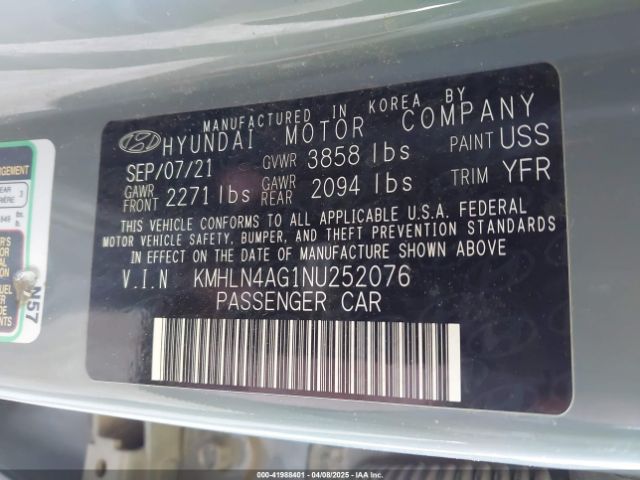 MANUFACTURED IN KOREA BY
HYUNDAI MOTOR COMPANY
SEP/07/21 GVWR 3858 lbs PAINT USS
GAWR FRONT 2271 lbs GAWR REAR 2094 lbs TRIM YFR
THIS VEHICLE CONFORMS TO ALL APPLICABLE U.S.A. FEDERAL
MOTOR VEHICLE SAFETY, BUMPER, AND THEFT PREVENTION STANDARDS
IN EFFECT ON THE DATE OF MANUFACTURE SHOWN ABOVE
V.I.N KMHLN4AG1NU252076
PASSENGER CAR
N57
000-41988401 - 04/08/2025 - IAAI.COM